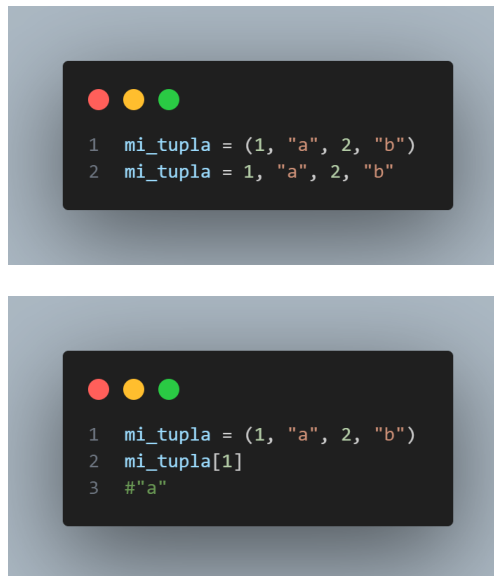 1 mi_tupla = (1, "a", 2, "b")
2 mi_tupla = 1, "a", 2, "b"
1 mi_tupla = (1, "a", 2, "b")
2 mi_tupla[1]
3 #"a"